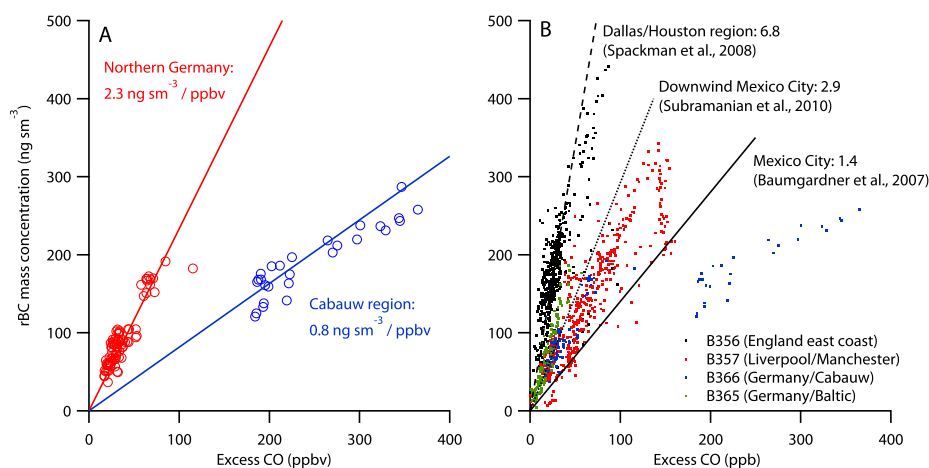 A
Northern Germany:
2.3 ng sm⁻³ / ppbv
Cabauw region:
0.8 ng sm⁻³ / ppbv
rBC mass concentration (ng sm⁻³)
500
400
300
200
100
0
0 100 200 300 400
Excess CO (ppbv)
B
Dallas/Houston region: 6.8
(Spackman et al., 2008)
Downwind Mexico City: 2.9
(Subramanian et al., 2010)
Mexico City: 1.4
(Baumgardner et al., 2007)
B356 (England east coast)
B357 (Liverpool/Manchester)
B366 (Germany/Cabauw)
B365 (Germany/Baltic)
500
400
300
200
100
0
0 100 200 300 400
Excess CO (ppb)